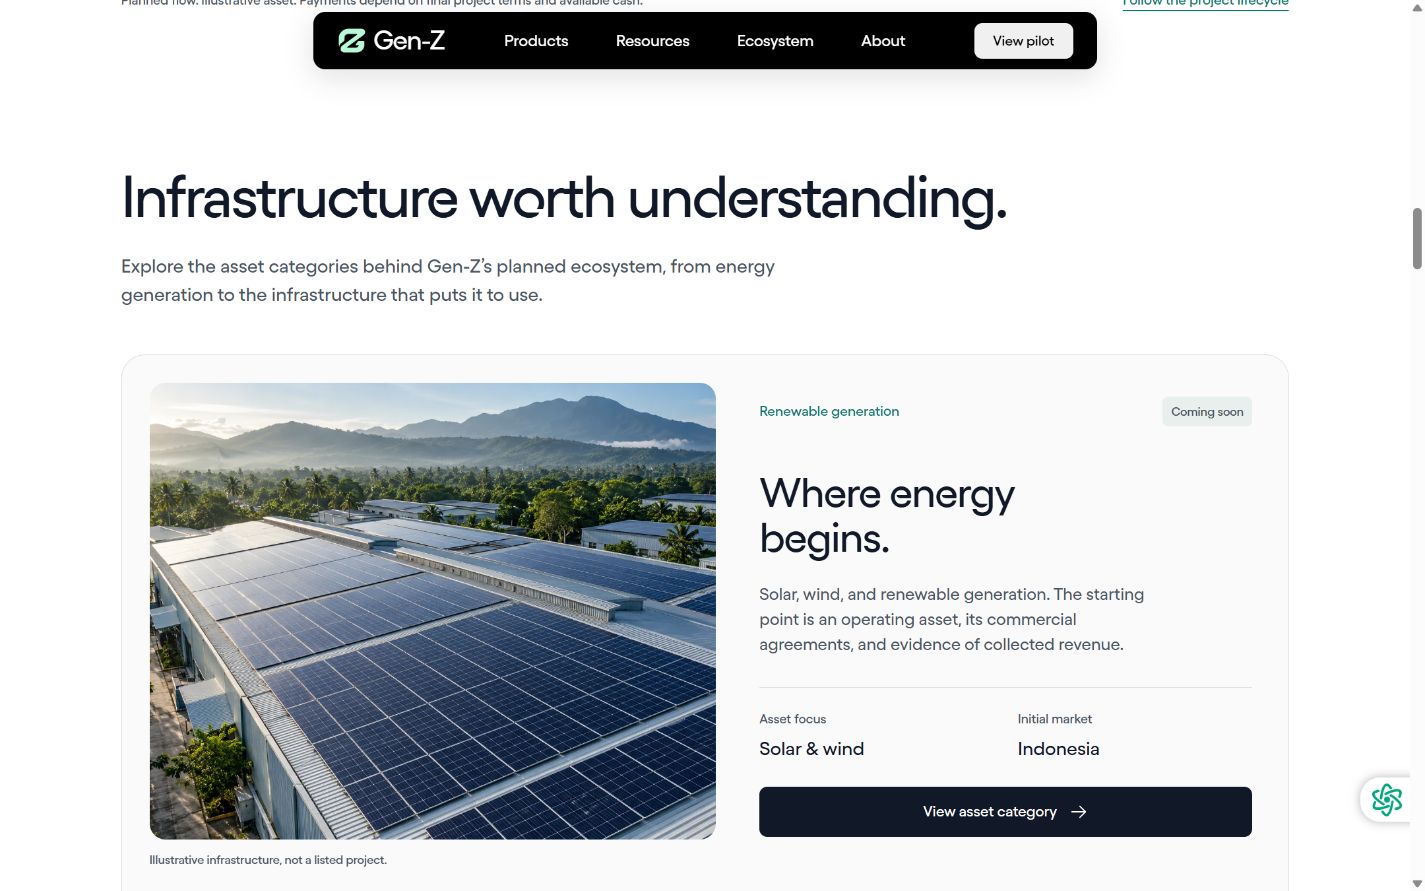 Planned flow. Illustrative asset. Payments depend on final project terms and available cash.
Follow the project lifecycle
Gen-Z
Products
Resources
Ecosystem
About
View pilot
Infrastructure worth understanding.
Explore the asset categories behind Gen-Z’s planned ecosystem, from energy
generation to the infrastructure that puts it to use.
Renewable generation
Coming soon
Where energy
begins.
Solar, wind, and renewable generation. The starting
point is an operating asset, its commercial
agreements, and evidence of collected revenue.
Asset focus
Initial market
Solar & wind
Indonesia
View asset category
Illustrative infrastructure, not a listed project.